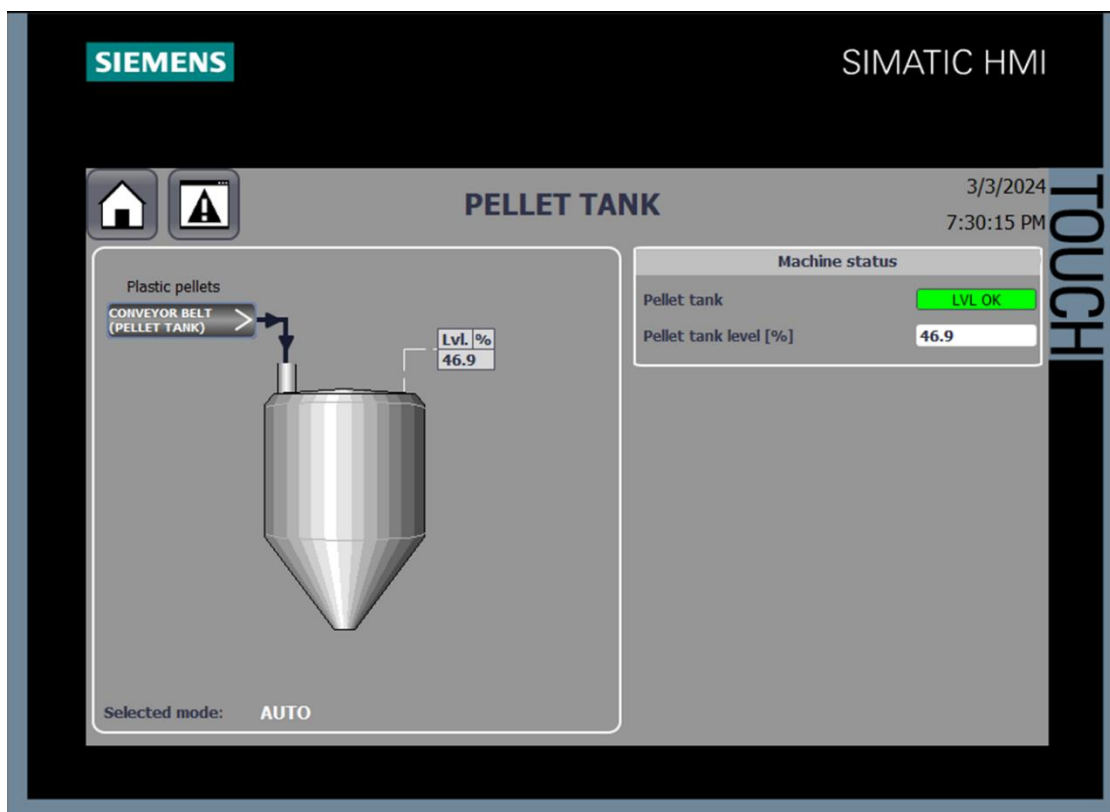 SIEMENS
SIMATIC HMI
TOUCH
PELLET TANK
3/3/2024
7:30:15 PM
Plastic pellets
CONVEYOR BELT
(PELLET TANK)
Lvl. %
46.9
Selected mode: AUTO
Machine status
Pellet tank LVL OK
Pellet tank level [%] 46.9